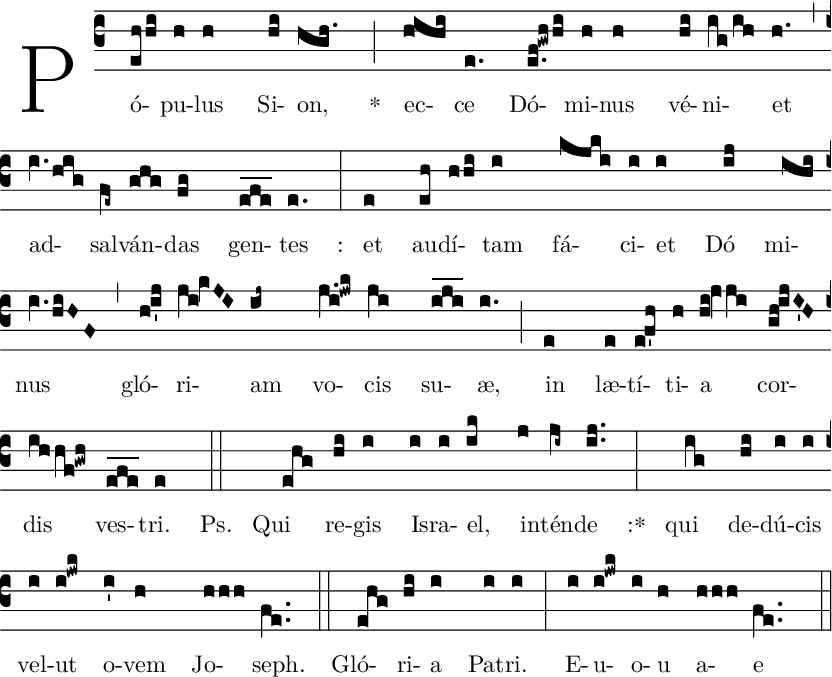 Pó-pu-lus Si-on, * ec-ce Dó-mi-nus vé-ni-et
ad-salván-das gen-tes : et audí-tam fá-ci-et Dó mi-
nus gló-ri-am vo-cis su-æ, in læ-tí-ti-a cor-
dis ves-tri. Ps. Qui re-gis Isra-el, inténde :* qui de-dú-cis
vel-ut o-vem Jo-seph. Gló-ri-a Patri. E-u-o-u a-e